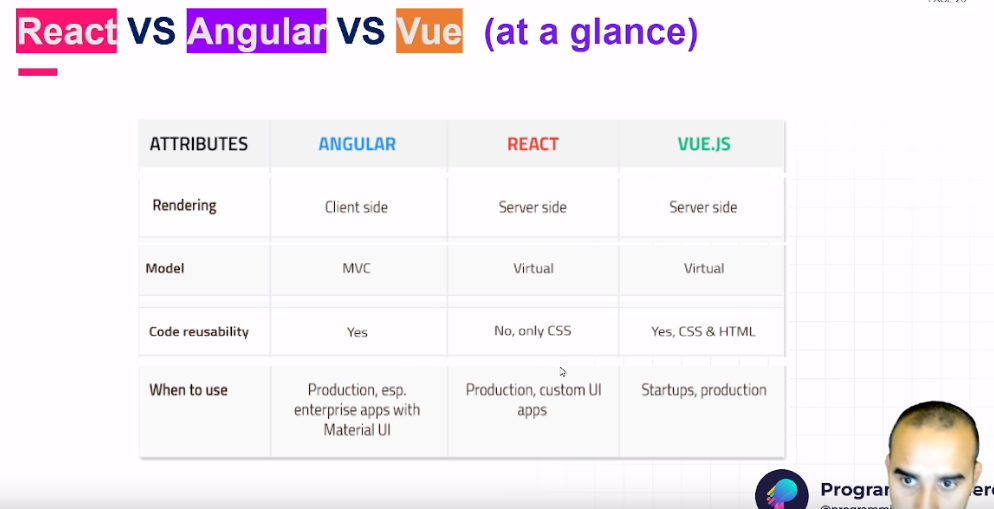 React VS Angular VS Vue (at a glance)
ATTRIBUTES ANGULAR REACT VUE.JS
Rendering Client side Server side Server side
Model MVC Virtual Virtual
Code reusability Yes No, only CSS Yes, CSS & HTML
When to use Production, esp. Production, custom UI Startups, production
enterprise apps with apps
Material UI